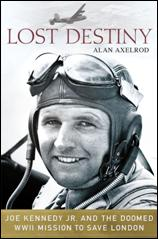 LOST DESTINY
ALAN AXELROD
JOE KENNEDY JR. AND THE DOOMED
WWII MISSION TO SAVE LONDON